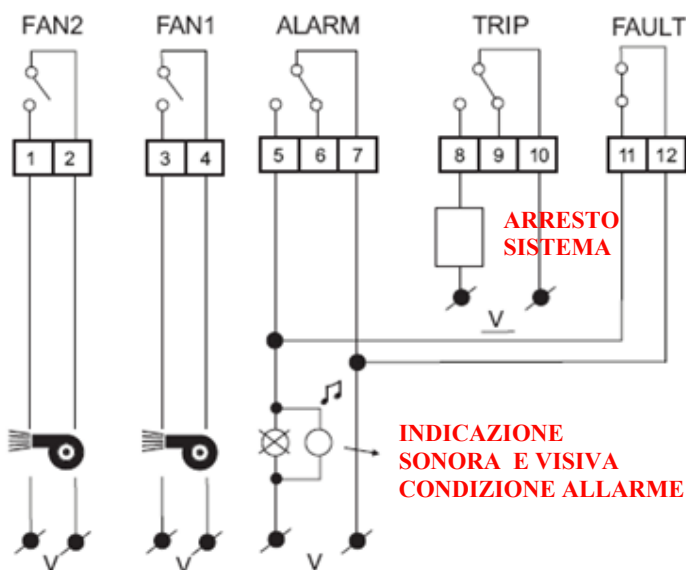 FAN2 FAN1 ALARM TRIP FAULT
1 2 3 4 5 6 7 8 9 10 11 12
ARRESTO
SISTEMA
V
INDICAZIONE
SONORA E VISIVA
CONDIZIONE ALLARME
V V V